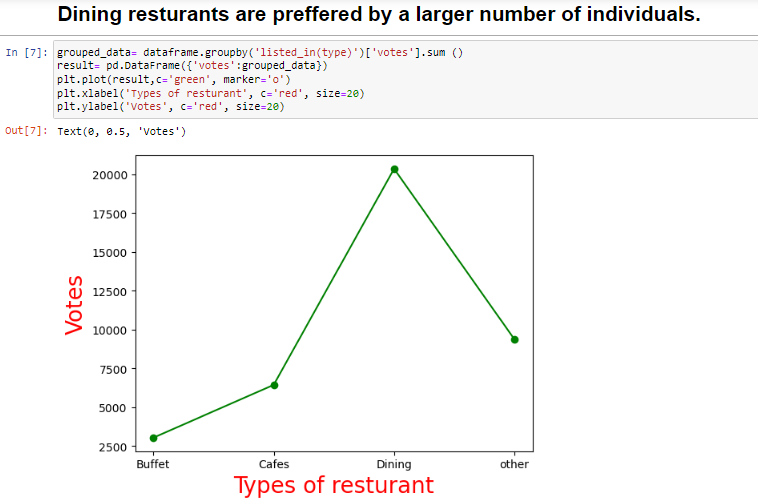 Dining resturants are preffered by a larger number of individuals.
In [7]: grouped_data= dataframe.groupby('listed_in(type)')['votes'].sum ()
result= pd.DataFrame({'votes':grouped_data})
plt.plot(result,c='green', marker='o')
plt.xlabel('Types of resturant', c='red', size=20)
plt.ylabel('Votes', c='red', size=20)
Out[7]: Text(0, 0.5, 'Votes')
20000
17500
15000
12500
10000
7500
5000
2500
Votes
Buffet Cafes Dining other
Types of resturant